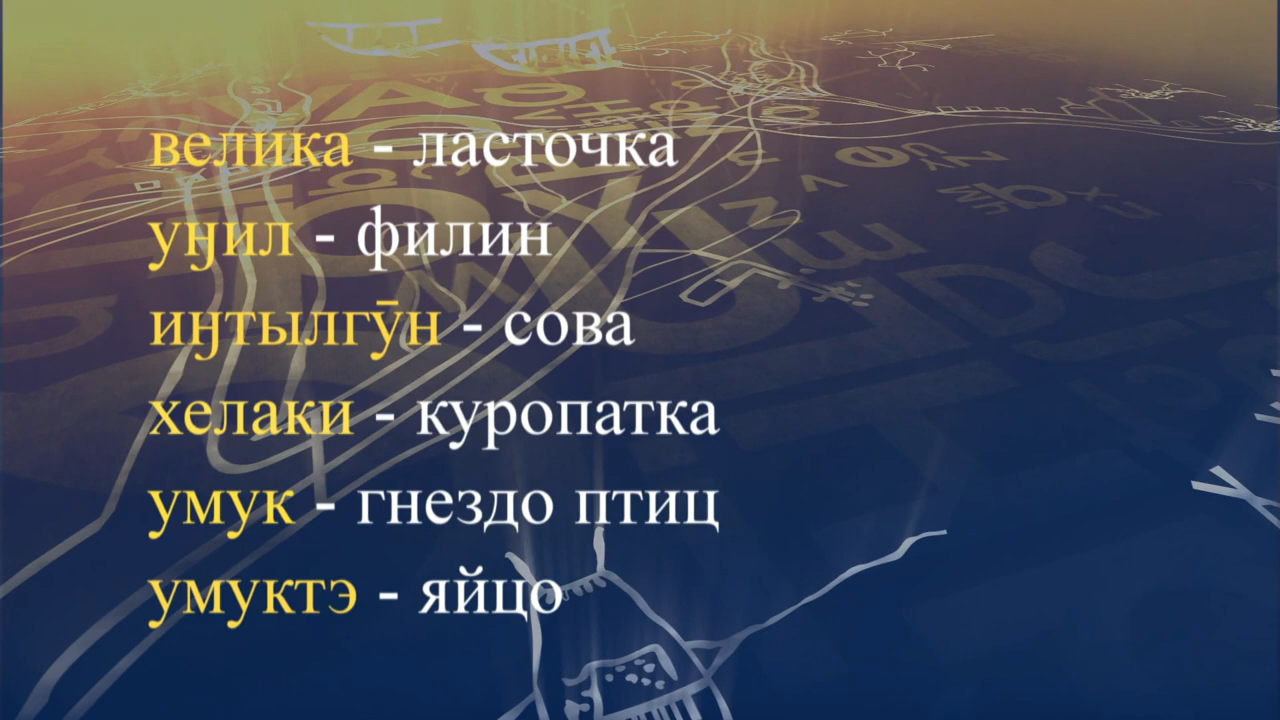 велика - ласточка
уӈил - филин
иӈтылгӯн - сова
хелаки - куропатка
умук - гнездо птиц
умуктэ - яйцо